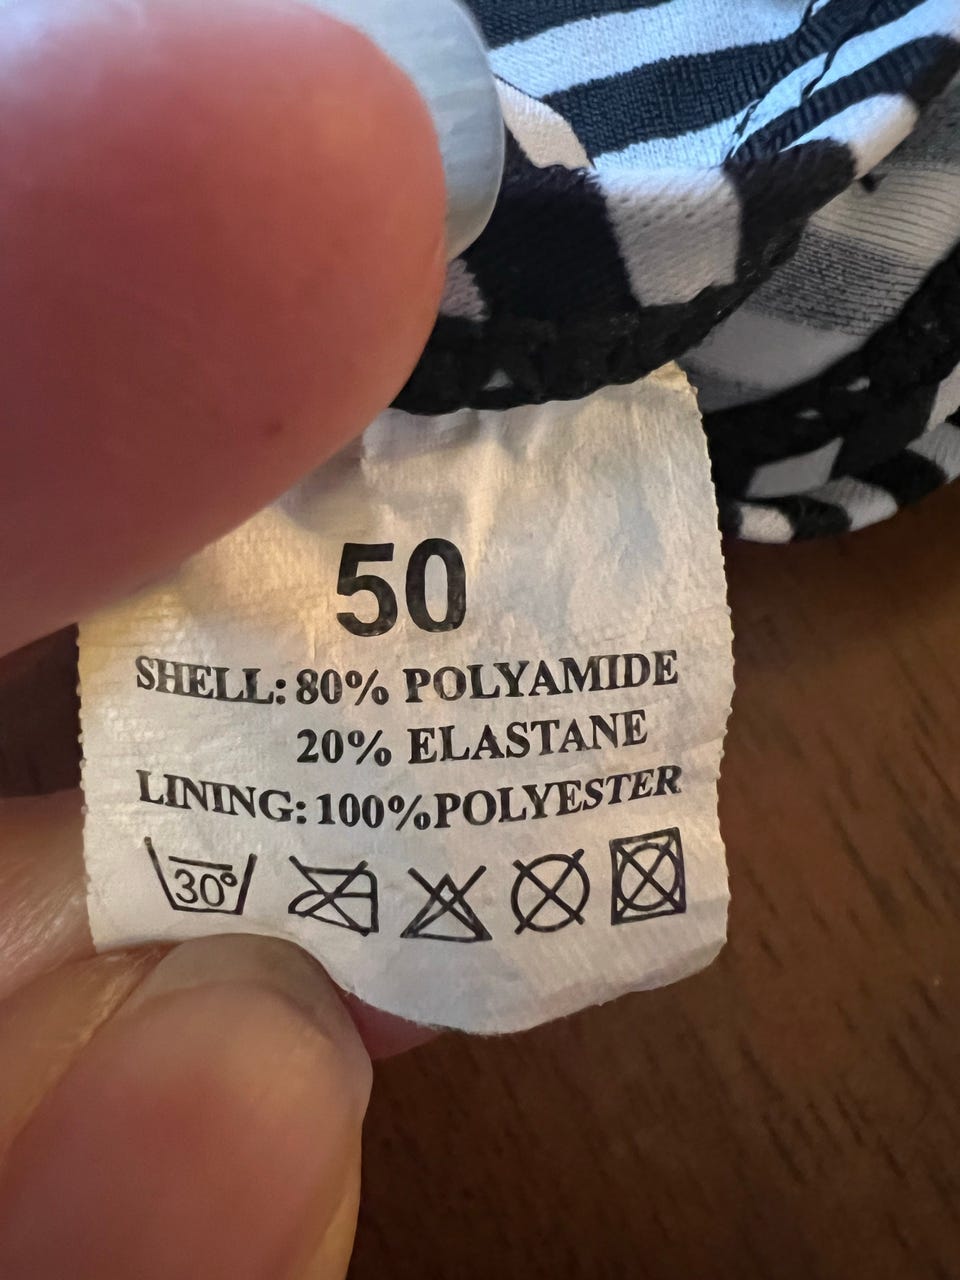 50
SHELL: 80% POLYAMIDE
20% ELASTANE
LINING: 100%POLYESTER
30°